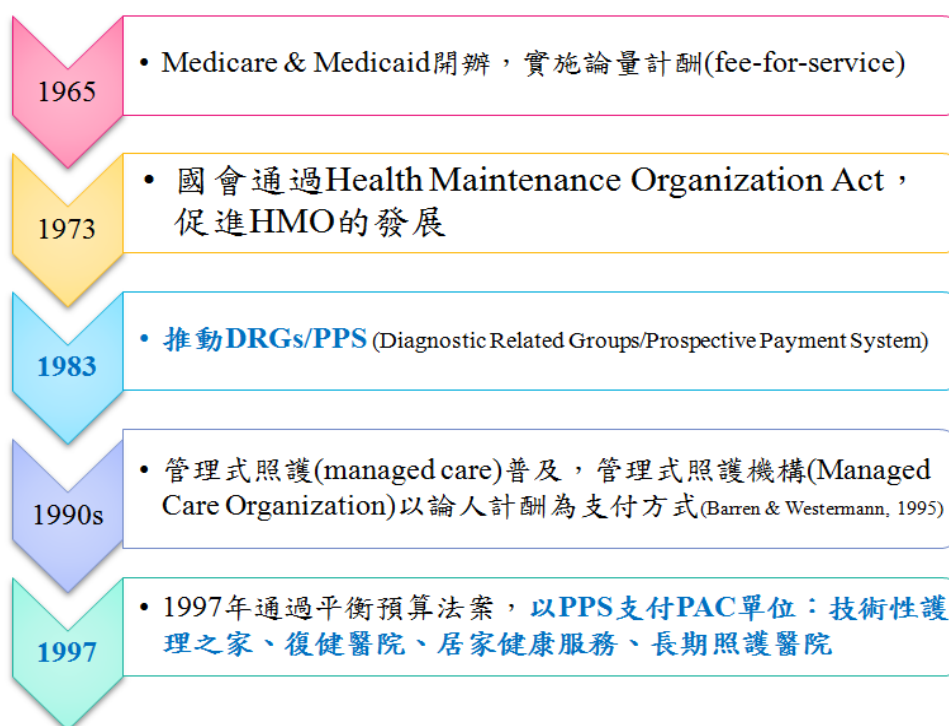 1965
• Medicare & Medicaid開辦，實施論量計酬(fee-for-service)
1973
• 國會通過Health Maintenance Organization Act，
促進HMO的發展
1983
• 推動DRGs/PPS (Diagnostic Related Groups/Prospective Payment System)
1990s
• 管理式照護(managed care)普及，管理式照護機構(Managed
Care Organization)以論人計酬為支付方式(Barren & Westermann, 1995)
1997
• 1997年通過平衡預算法案，以PPS支付PAC單位：技術性護
理之家、復健醫院、居家健康服務、長期照護醫院